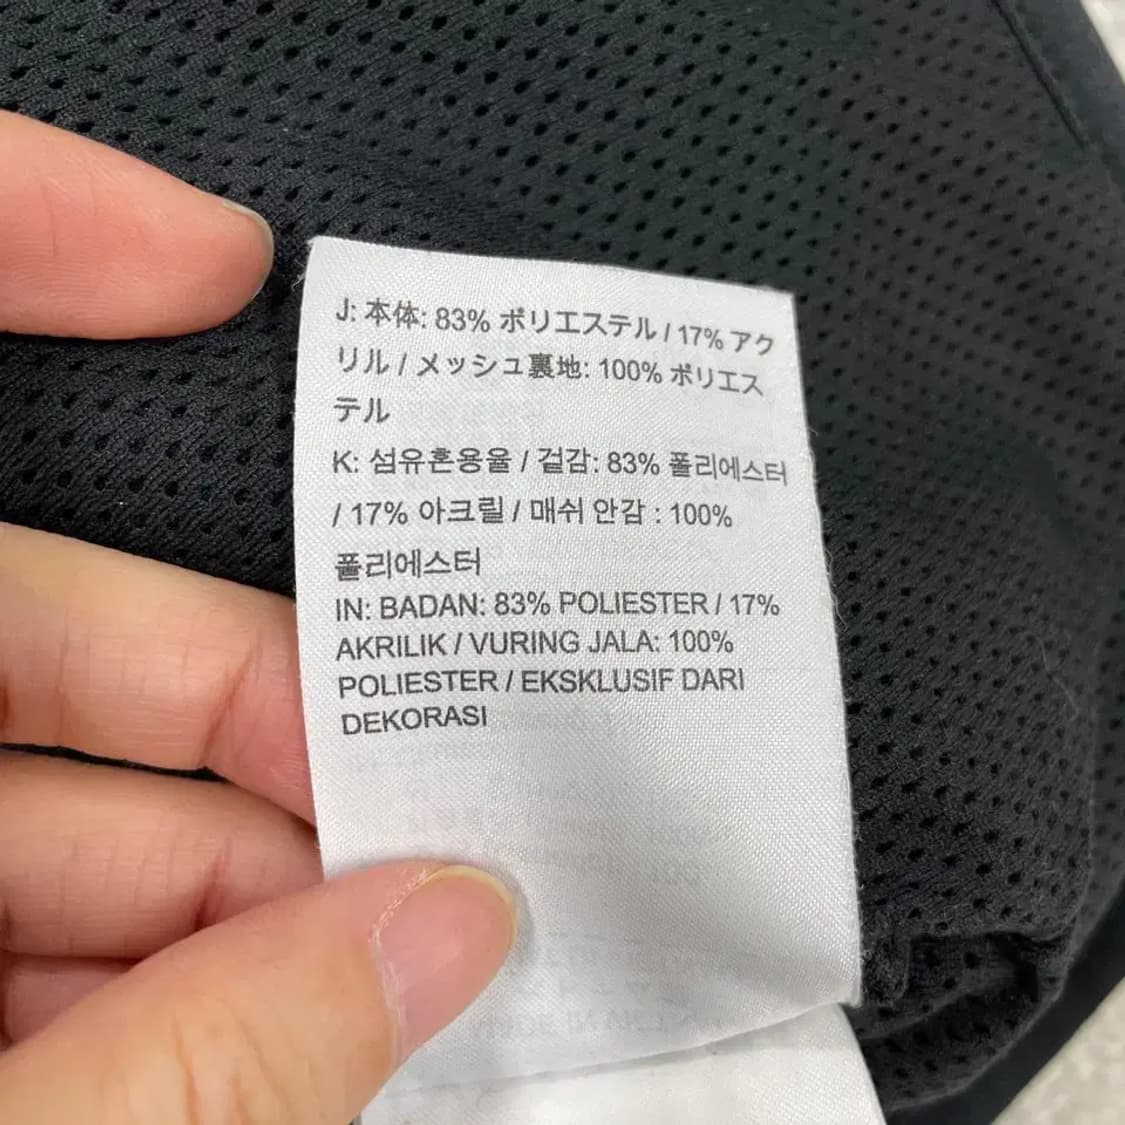 J: 本体: 83% ポリエステル / 17% アク
リル / メッシュ裏地: 100% ポリエス
テル
K: 섬유혼용율 / 겉감: 83% 폴리에스터
/ 17% 아크릴 / 매쉬 안감 : 100%
폴리에스터
IN: BADAN: 83% POLIESTER / 17%
AKRILIK / VURING JALA: 100%
POLIESTER / EKSKLUSIF DARI
DEKORASI